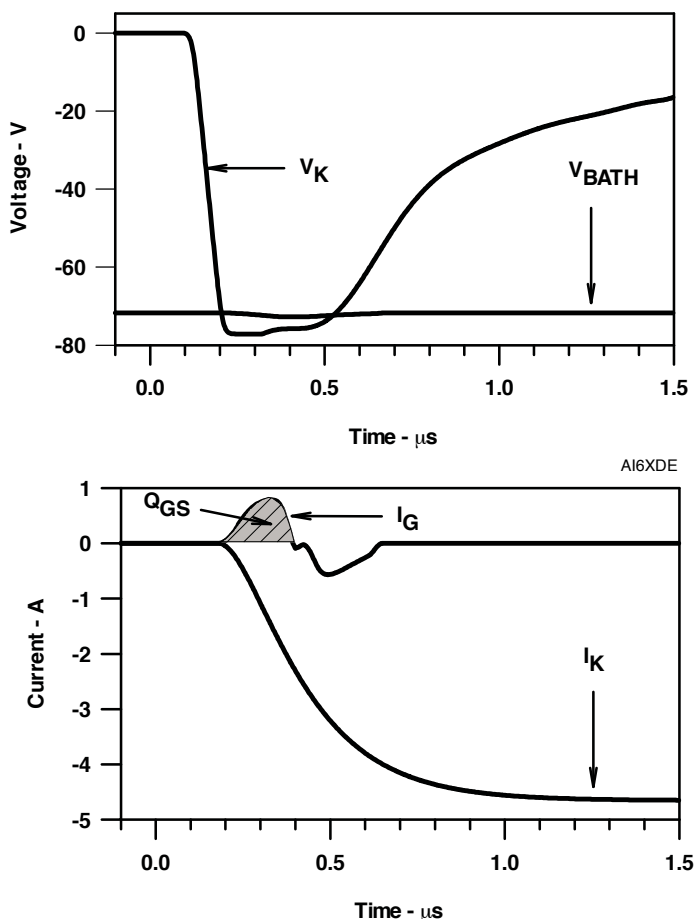 0
-20
-40
-60
-80
Voltage - V
V_K
V_BATH
0.0 0.5 1.0 1.5
Time - μs
AI6XDE
1
0
-1
-2
-3
-4
-5
Current - A
Q_GS
I_G
I_K
0.0 0.5 1.0 1.5
Time - μs